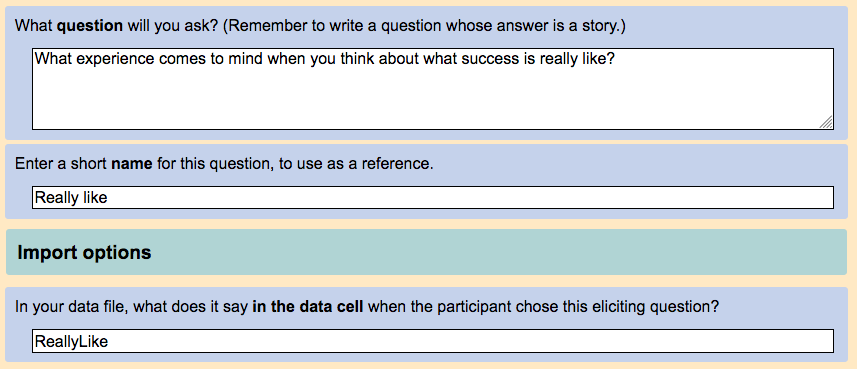 What question will you ask? (Remember to write a question whose answer is a story.)
What experience comes to mind when you think about what success is really like?
Enter a short name for this question, to use as a reference.
Really like
Import options
In your data file, what does it say in the data cell when the participant chose this eliciting question?
ReallyLike